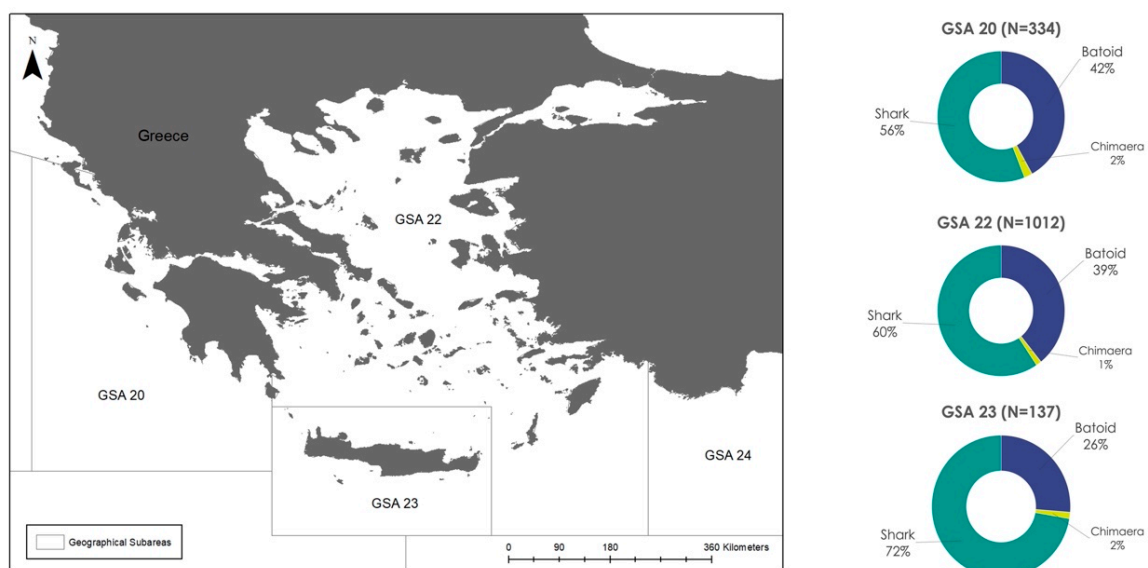 N
Greece
GSA 22
GSA 20
GSA 23
GSA 24
Geographical Subareas
0 90 180 360 Kilometers
GSA 20 (N=334)
Batoid
42%
Shark
56%
Chimaera
2%
GSA 22 (N=1012)
Batoid
39%
Shark
60%
Chimaera
1%
GSA 23 (N=137)
Batoid
26%
Shark
72%
Chimaera
2%